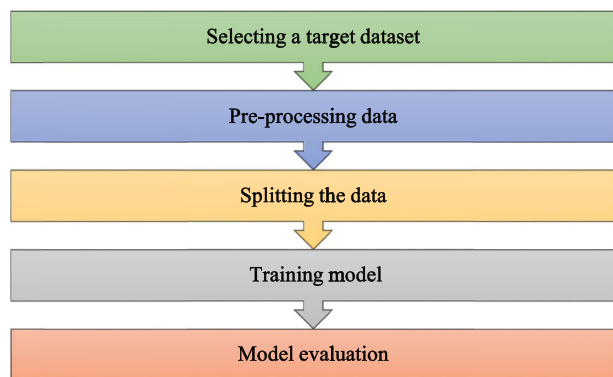 Selecting a target dataset
Pre-processing data
Splitting the data
Training model
Model evaluation